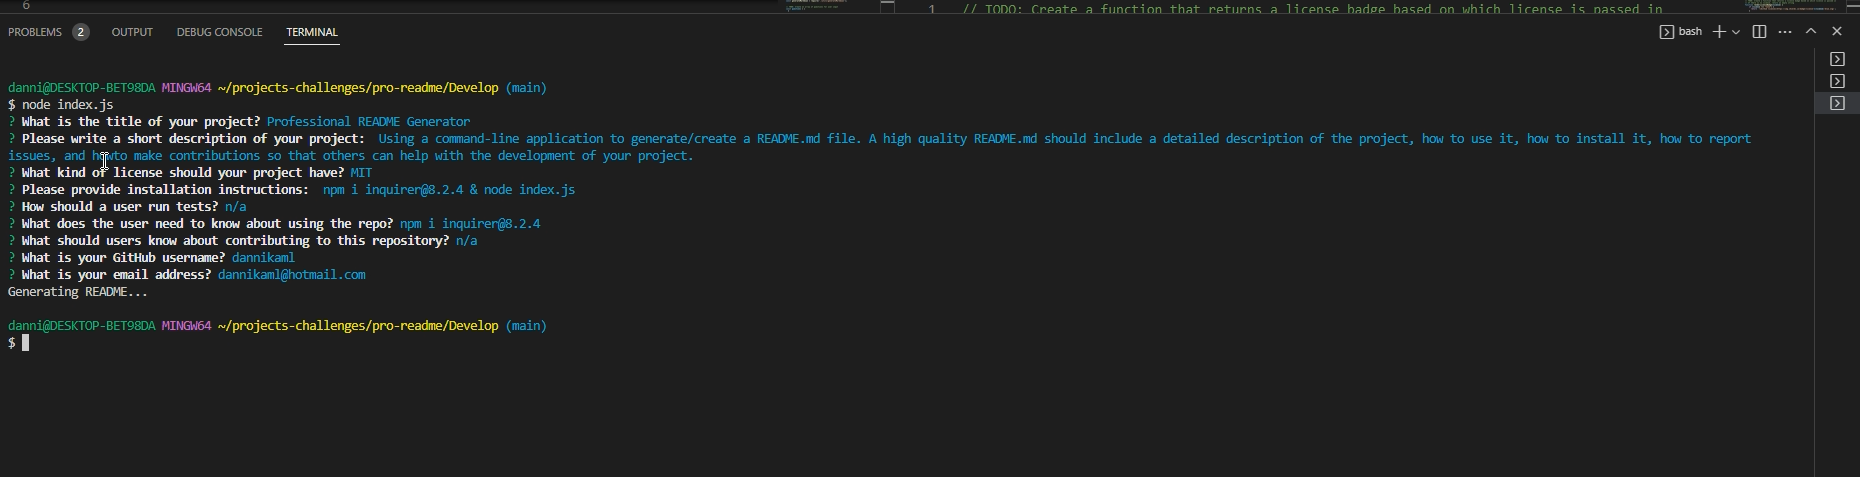 6
1 // TODO: Create a function that returns a license badge based on which license is passed in
PROBLEMS 2 OUTPUT DEBUG CONSOLE TERMINAL bash
danni@DESKTOP-BET98DA MINGW64 ~/projects-challenges/pro-readme/Develop (main)
$ node index.js
? What is the title of your project? Professional README Generator
? Please write a short description of your project: Using a command-line application to generate/create a README.md file. A high quality README.md should include a detailed description of the project, how to use it, how to install it, how to report
issues, and howto make contributions so that others can help with the development of your project.
? What kind of license should your project have? MIT
? Please provide installation instructions: npm i inquirer@8.2.4 & node index.js
? How should a user run tests? n/a
? What does the user need to know about using the repo? npm i inquirer@8.2.4
? What should users know about contributing to this repository? n/a
? What is your GitHub username? dannikaml
? What is your email address? dannikaml@hotmail.com
Generating README...
danni@DESKTOP-BET98DA MINGW64 ~/projects-challenges/pro-readme/Develop (main)
$